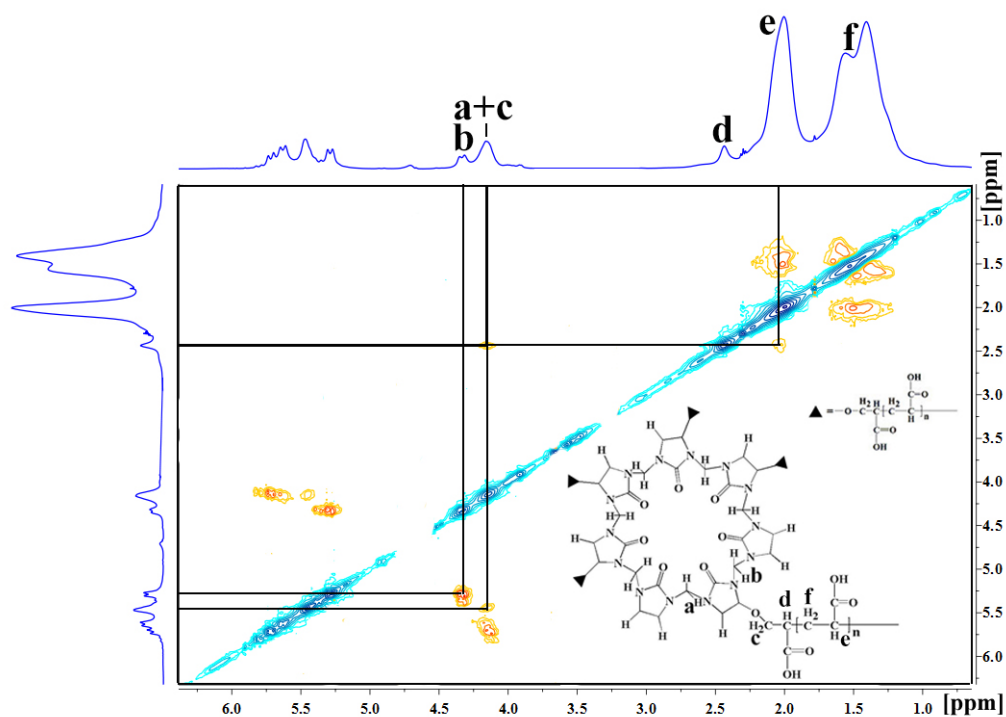 e
f
a+c
b
d
[ppm]
1.0
1.5
2.0
2.5
3.0
3.5
4.0
4.5
5.0
5.5
6.0
6.0 5.5 5.0 4.5 4.0 3.5 3.0 2.5 2.0 1.5 1.0 [ppm]
OH
O
H2 H H2 H
▲ = —O—C n
O
OH
H H H H H H
N N N N N N
O O O
H H
b
a
OH
d f O
H H2 H
O
H2C n
c e
O
OH